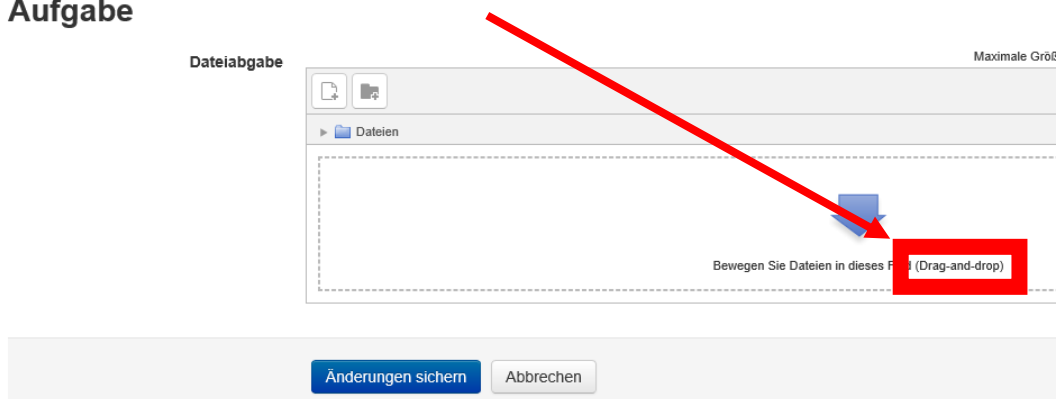 Aufgabe
Dateiabgabe
Maximale Größ
Dateien
Bewegen Sie Dateien in dieses F d (Drag-and-drop)
Änderungen sichern
Abbrechen